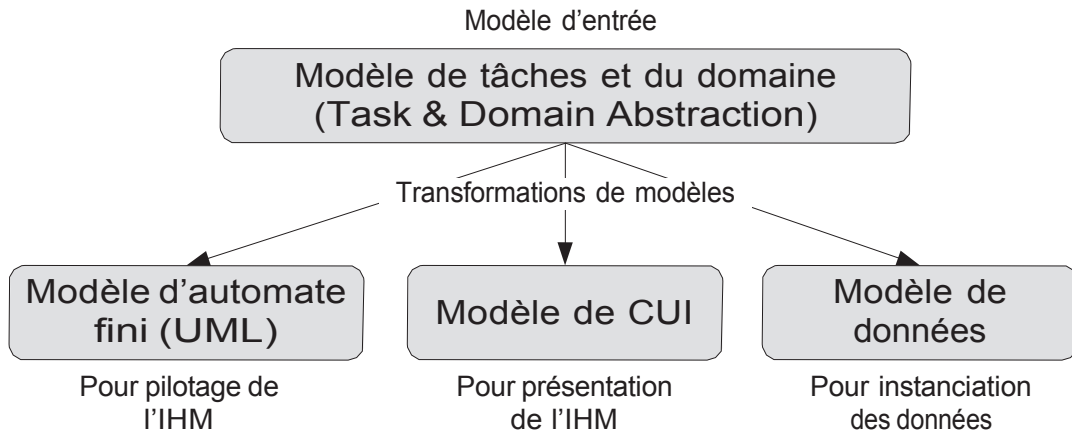 Modèle d'entrée
Modèle de tâches et du domaine
(Task & Domain Abstraction)
Transformations de modèles
Modèle d'automate
fini (UML)
Modèle de CUI
Modèle de
données
Pour pilotage de
l'IHM
Pour présentation
de l'IHM
Pour instanciation
des données